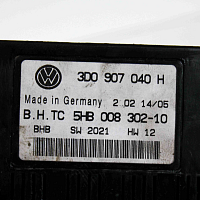 3D0 907 040 H
Made in Germany 2.02 14/05
B.H.TC 5HB 008 302-10
BHB SW 2021 HW 12